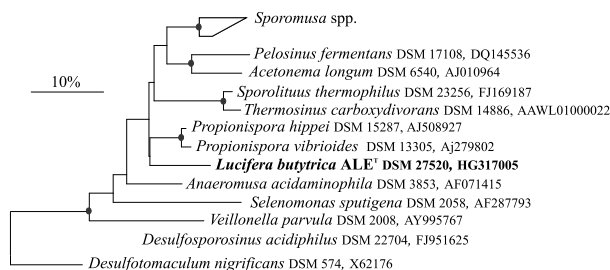 Sporomusa spp.
Pelosinus fermentans DSM 17108, DQ145536
10%
Acetonema longum DSM 6540, AJ010964
Sporolituus thermophilus DSM 23256, FJ169187
Thermosinus carboxydivorans DSM 14886, AAWL01000022
Propionispora hippei DSM 15287, AJ508927
Propionispora vibrioides DSM 13305, Aj279802
Lucifera butytrica ALEᵀ DSM 27520, HG317005
Anaeromusa acidaminophila DSM 3853, AF071415
Selenomonas sputigena DSM 2058, AF287793
Veillonella parvula DSM 2008, AY995767
Desulfosporosinus acidiphilus DSM 22704, FJ951625
Desulfotomaculum nigrificans DSM 574, X62176